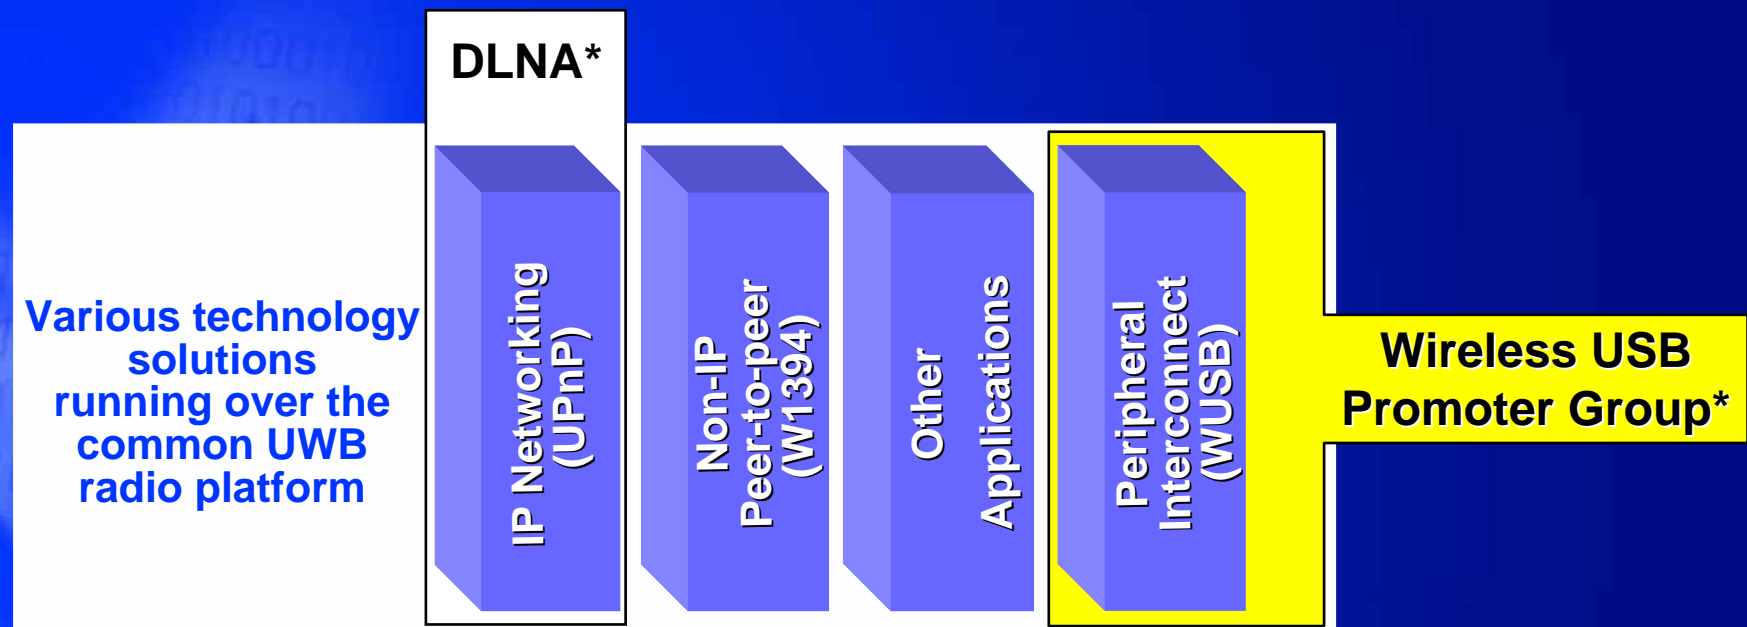 DLNA*
Various technology
solutions
running over the
common UWB
radio platform
IP Networking
(UPnP)
Non-IP
Peer-to-peer
(W1394)
Other
Applications
Peripheral
Interconnect
(WUSB)
Wireless USB
Promoter Group*